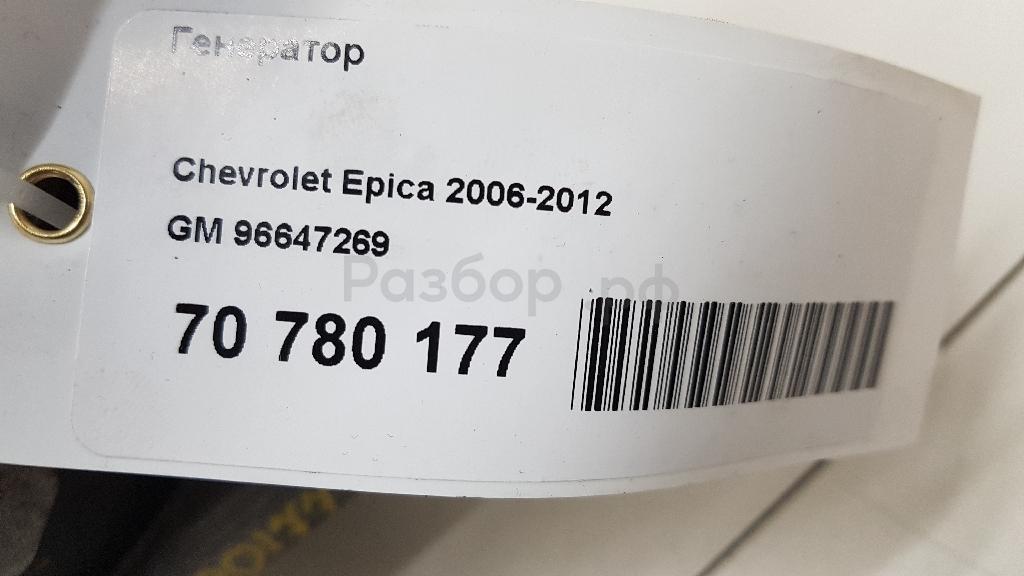 Генератор
Chevrolet Epica 2006-2012
GM 96647269
Разбор.рф
70 780 177